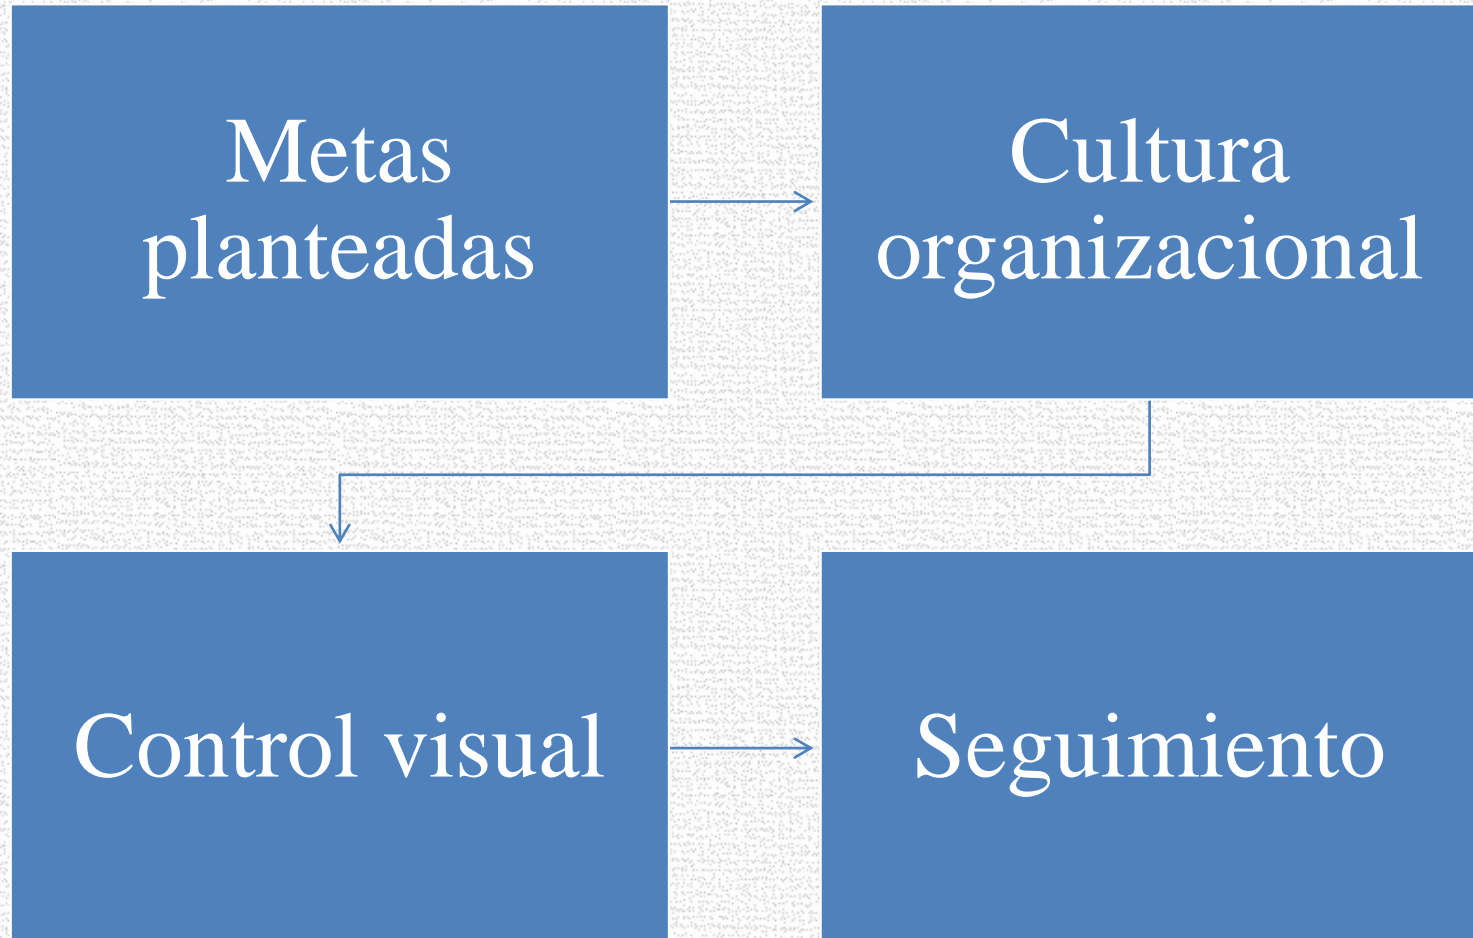 Metas
planteadas
Cultura
organizacional
Control visual
Seguimiento